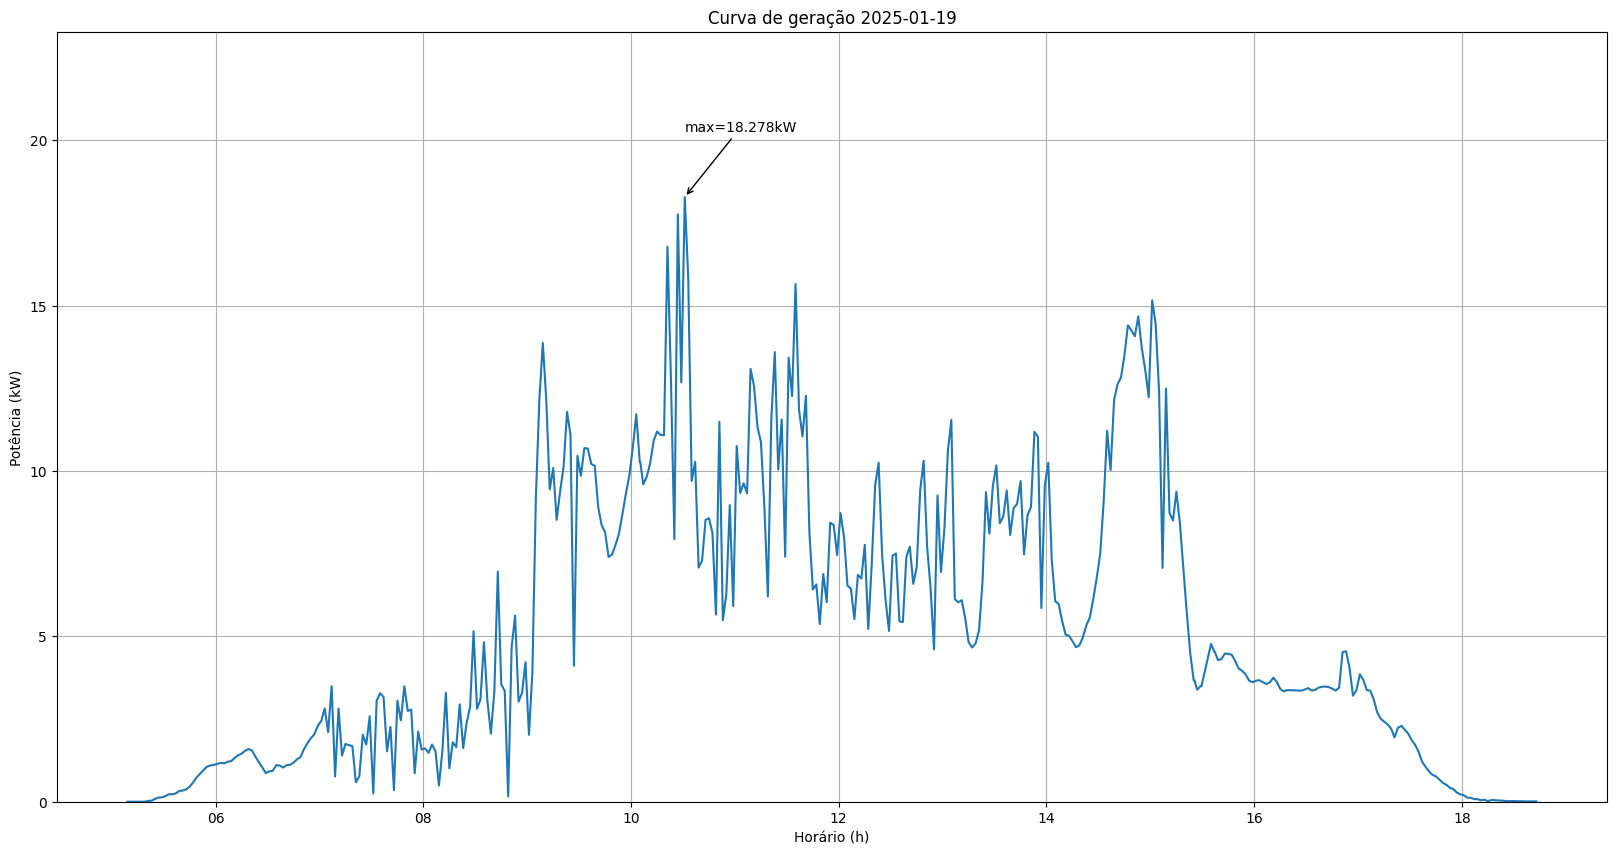 Curva de geração 2025-01-19
max=18.278kW
Potência (kW)
20
15
10
5
0
06 08 10 12 14 16 18
Horário (h)